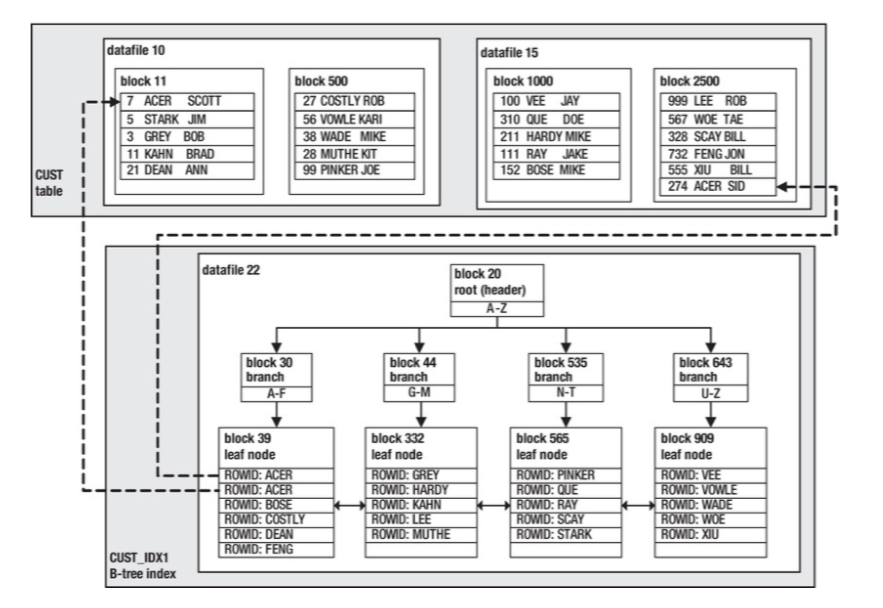 datafile 10
block 11
7 ACER SCOTT
5 STARK JIM
3 GREY BOB
11 KAHN BRAD
21 DEAN ANN
block 500
27 COSTLY ROB
56 VOWLE KARI
38 WADE MIKE
28 MUTHE KIT
99 PINKER JOE
datafile 15
block 1000
100 VEE JAY
310 QUE DOE
211 HARDY MIKE
111 RAY JAKE
152 BOSE MIKE
block 2500
999 LEE ROB
567 WOE TAE
328 SCAY BILL
732 FENG JON
555 XIU BILL
274 ACER SID
CUST
table
datafile 22
block 20
root (header)
A-Z
block 30
branch
A-F
block 44
branch
G-M
block 535
branch
N-T
block 643
branch
U-Z
block 39
leaf node
ROWID: ACER
ROWID: ACER
ROWID: BOSE
ROWID: COSTLY
ROWID: DEAN
ROWID: FENG
block 332
leaf node
ROWID: GREY
ROWID: HARDY
ROWID: KAHN
ROWID: LEE
ROWID: MUTHE
block 565
leaf node
ROWID: PINKER
ROWID: QUE
ROWID: RAY
ROWID: SCAY
ROWID: STARK
block 909
leaf node
ROWID: VEE
ROWID: VOWLE
ROWID: WADE
ROWID: WOE
ROWID: XIU
CUST_IDX1
B-tree index